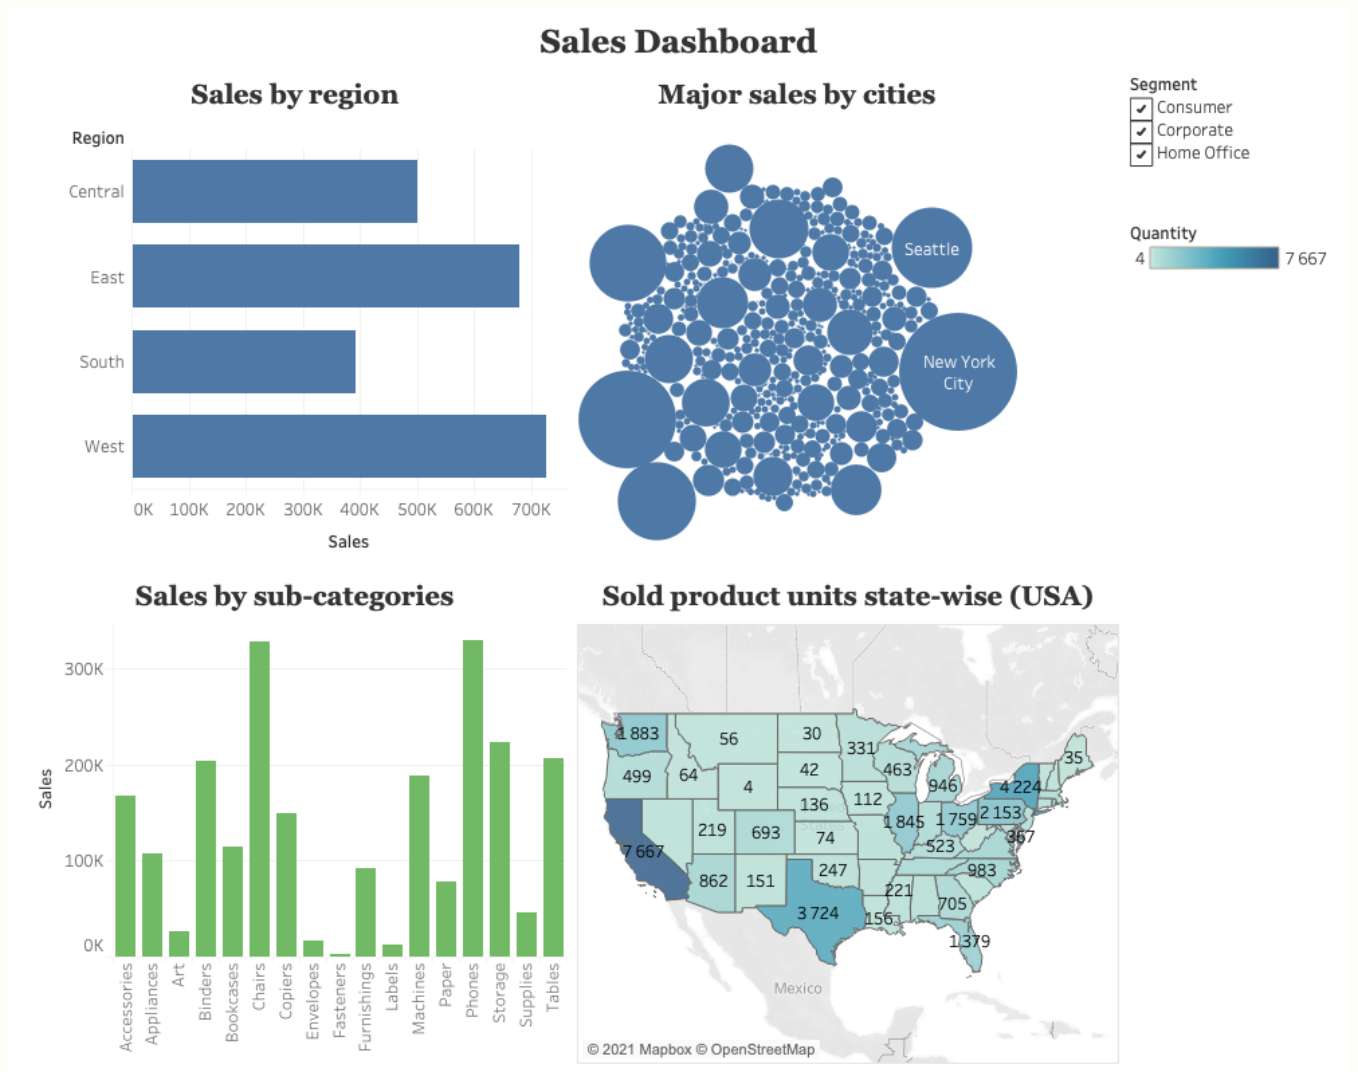 Sales Dashboard
Sales by region
Region
Central
East
South
West
0K 100K 200K 300K 400K 500K 600K 700K
Sales
Major sales by cities
Seattle
New York
City
Segment
Consumer
Corporate
Home Office
Quantity
4 7 667
Sales by sub-categories
Sales
300K
200K
100K
0K
Accessories
Appliances
Art
Binders
Bookcases
Chairs
Copiers
Envelopes
Fasteners
Furnishings
Labels
Machines
Paper
Phones
Storage
Supplies
Tables
Sold product units state-wise (USA)
1 883
56
30
331
463
35
499
64
42
946
4 224
4
136
112
1 845
1 759
2 153
367
219
693
74
523
7 667
862
151
247
983
221
705
3 724
156
1 379
Mexico
© 2021 Mapbox © OpenStreetMap